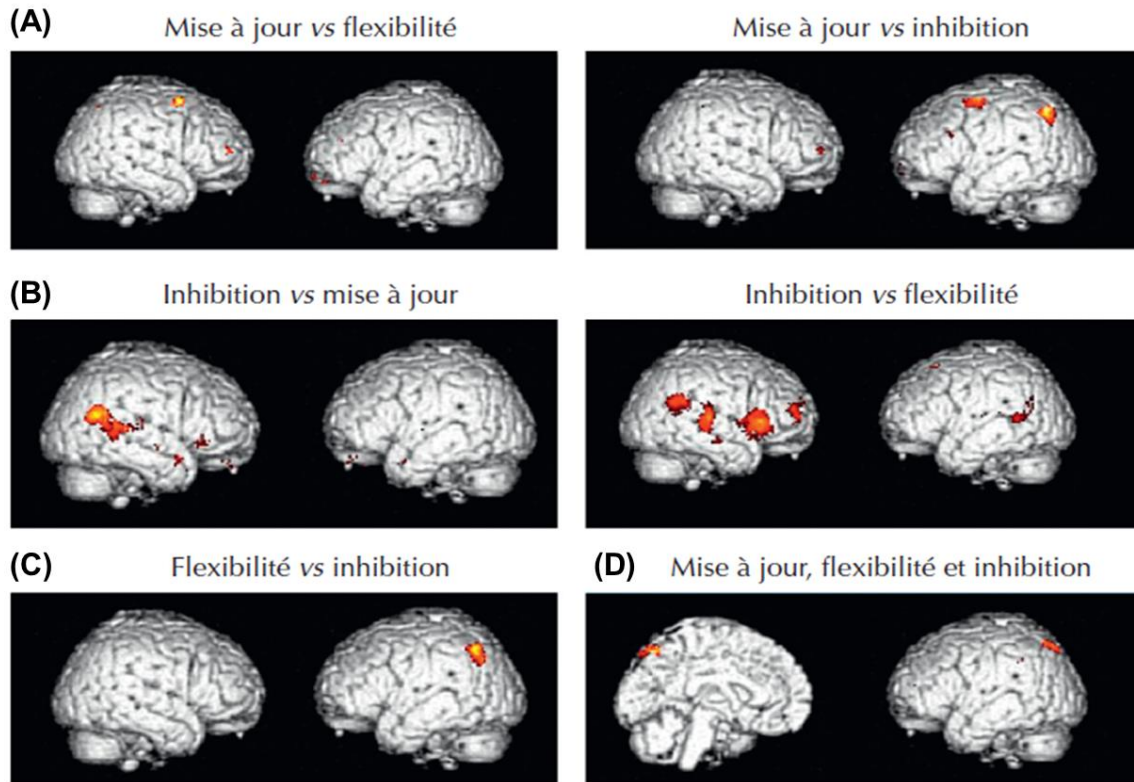 (A)
Mise à jour vs flexibilité
Mise à jour vs inhibition
(B)
Inhibition vs mise à jour
Inhibition vs flexibilité
(C)
Flexibilité vs inhibition
(D)
Mise à jour, flexibilité et inhibition